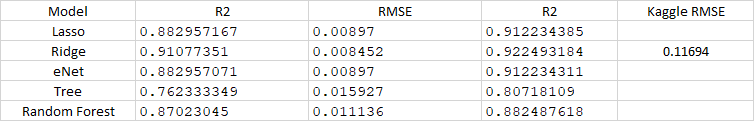 Model R2 RMSE R2 Kaggle RMSE
Lasso 0.882957167 0.00897 0.912234385
Ridge 0.91077351 0.008452 0.922493184 0.11694
eNet 0.882957071 0.00897 0.912234311
Tree 0.762333349 0.015927 0.80718109
Random Forest 0.87023045 0.011136 0.882487618